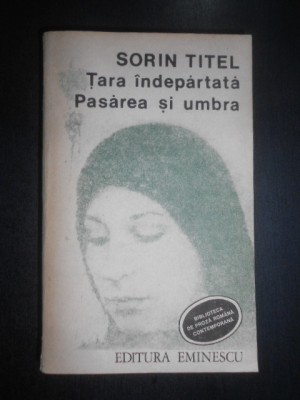 SORIN TITEL
Țara îndepărtată
Pasărea și umbra
BIBLIOTECA
DE PROZĂ ROMÂNĂ
CONTEMPORANĂ
EDITURA EMINESCU